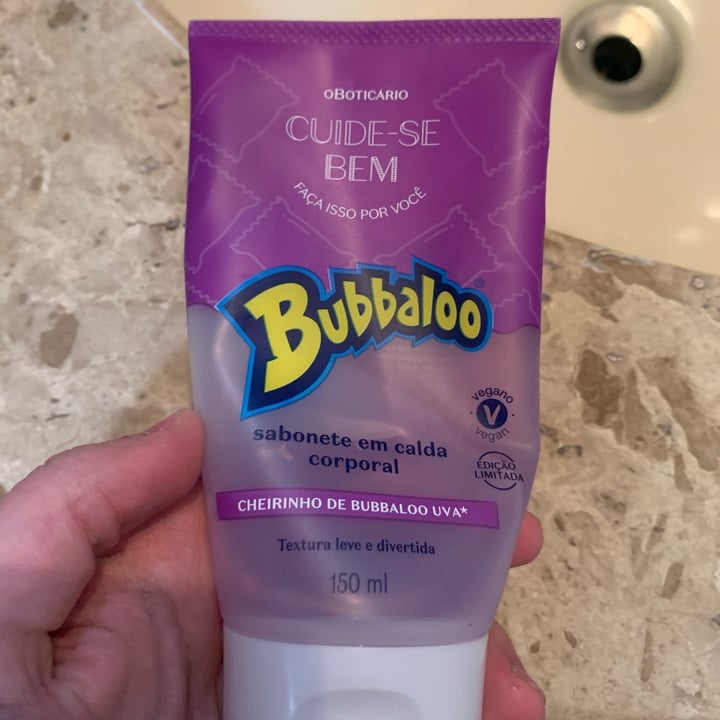 oBOTICÁRIO
CUIDE-SE
BEM
FAÇA ISSO POR VOCÊ
Bubbaloo®
sabonete em calda
corporal
vegano
V
vegan
EDIÇÃO
LIMITADA
CHEIRINHO DE BUBBALOO UVA*
Textura leve e divertida
150 ml